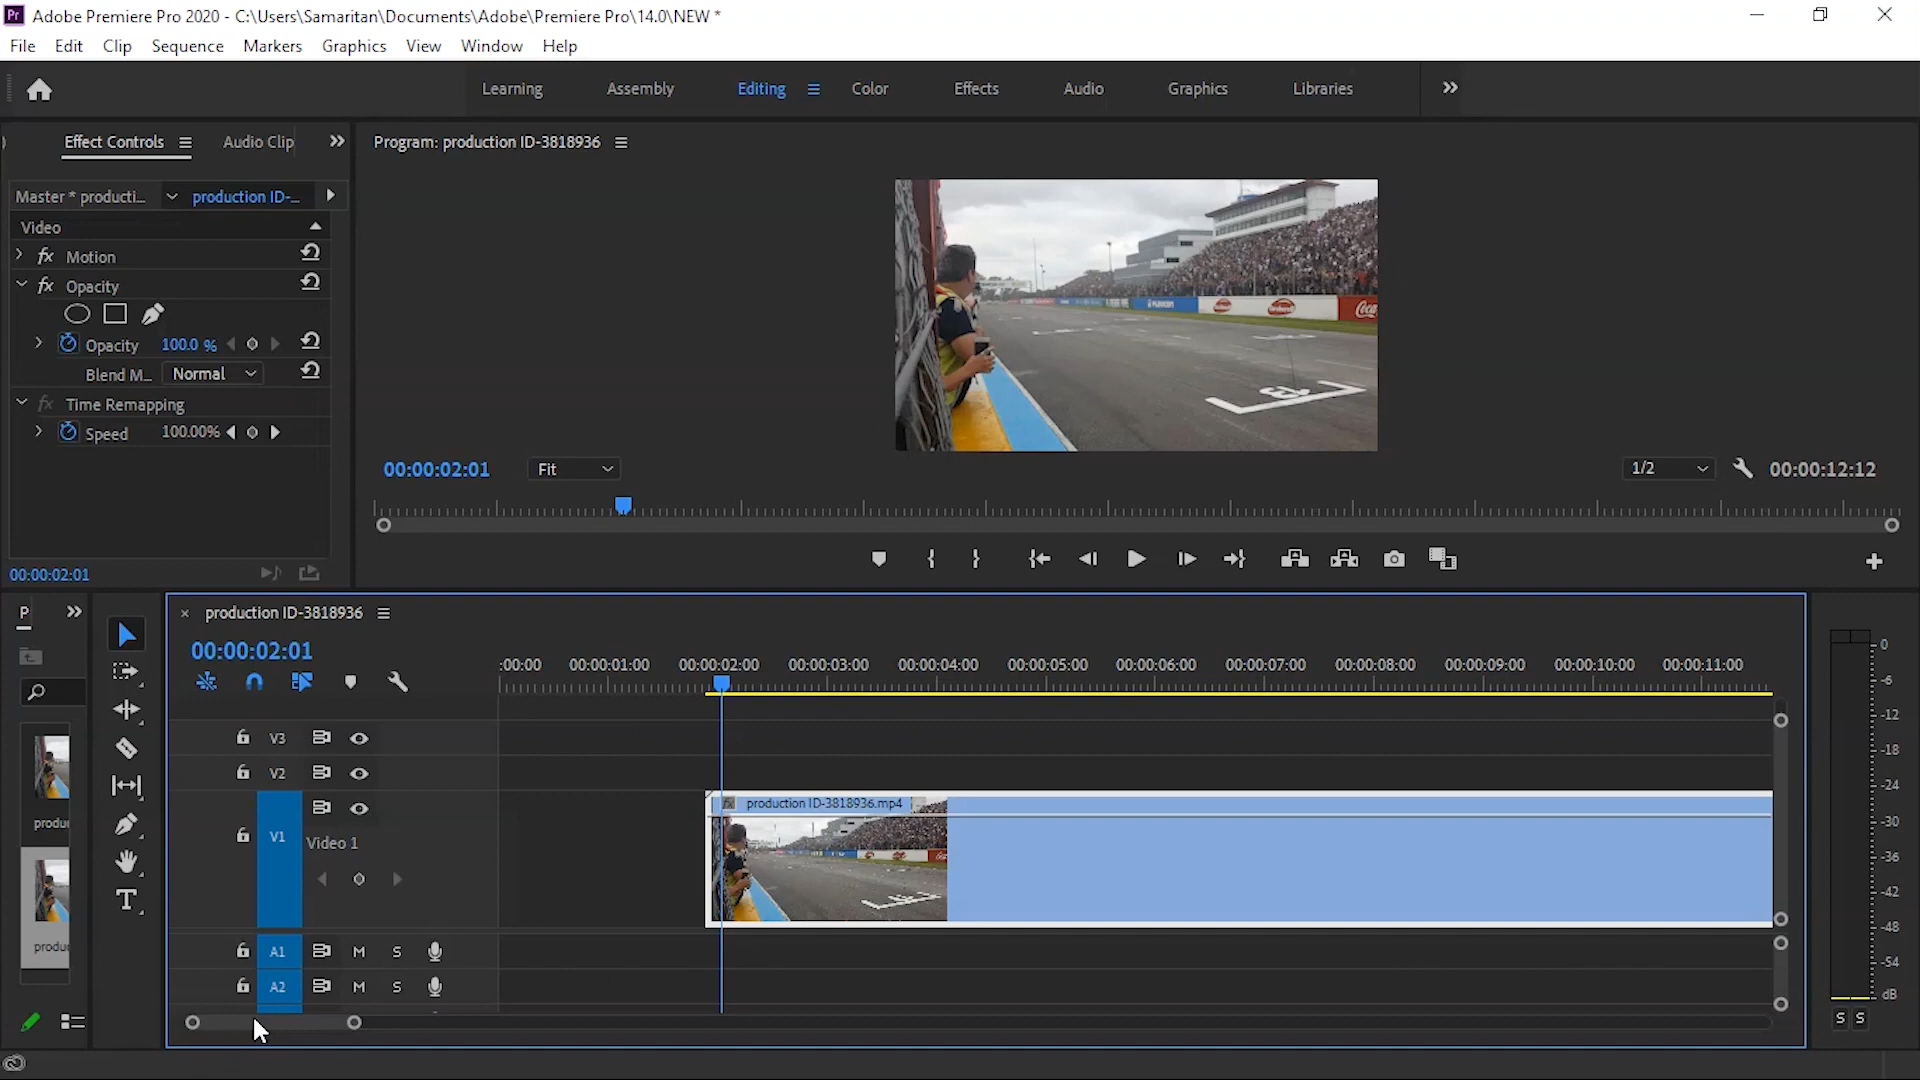 Pr Adobe Premiere Pro 2020 - C:\Users\Samaritan\Documents\Adobe\Premiere Pro\14.0\NEW *
File Edit Clip Sequence Markers Graphics View Window Help
Learning Assembly Editing Color Effects Audio Graphics Libraries
Effect Controls Audio Clip
Program: production ID-3818936
Master * producti... production ID-...
Video
fx Motion
fx Opacity
Opacity 100.0 %
Blend M... Normal
fx Time Remapping
Speed 100.00%
00:00:02:01
00:00:02:01 Fit 1/2 00:00:12:12
P
produc
produc
production ID-3818936
00:00:02:01
:00:00 00:00:01:00 00:00:02:00 00:00:03:00 00:00:04:00 00:00:05:00 00:00:06:00 00:00:07:00 00:00:08:00 00:00:09:00 00:00:10:00 00:00:11:00
V3
V2
V1
Video 1
fx production ID-3818936.mp4
A1 M S
A2 M S
0
-6
-12
-18
-24
-30
-36
-42
-48
-54
dB
S S